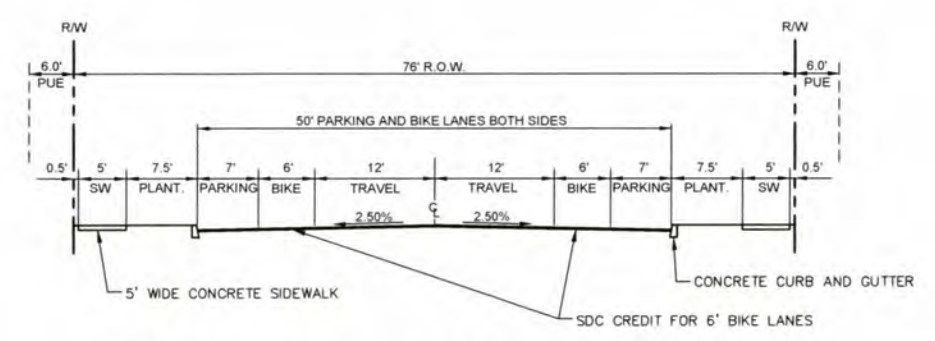 R/W R/W
6.0' 76' R.O.W. 6.0'
PUE PUE
50' PARKING AND BIKE LANES BOTH SIDES
0.5' 5' 7.5' 7' 6' 12' 12' 6' 7' 7.5' 5' 0.5'
SW PLANT. PARKING BIKE TRAVEL TRAVEL BIKE PARKING PLANT. SW
CL
2.50% 2.50%
CONCRETE CURB AND GUTTER
5' WIDE CONCRETE SIDEWALK
SDC CREDIT FOR 6' BIKE LANES